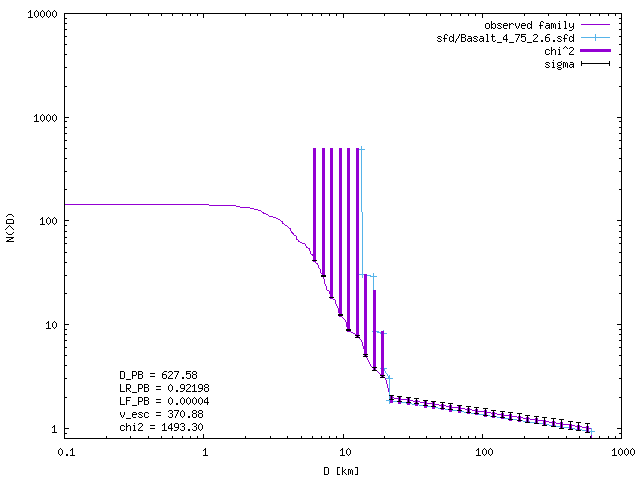 10000
1000
100
10
1
N(>D)
observed family
sfd/Basalt_4_75_2.6.sfd
chi^2
sigma
D_PB = 627.58
LR_PB = 0.92198
LF_PB = 0.00004
v_esc = 370.88
chi2 = 1493.30
0.1 1 10 100 1000
D [km]